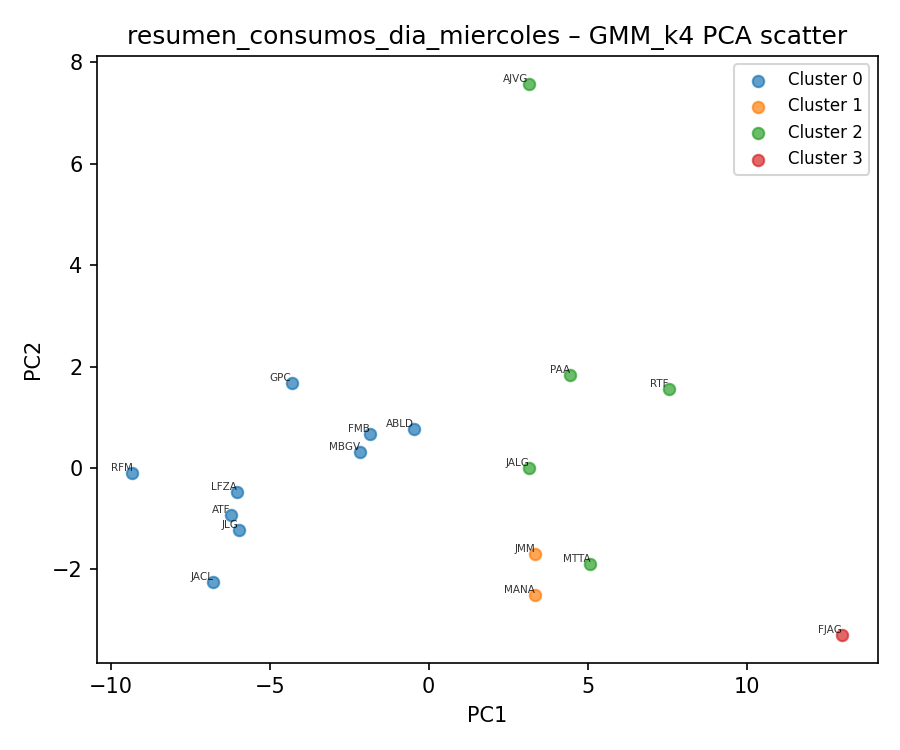 resumen_consumos_dia_miercoles – GMM_k4 PCA scatter
Cluster 0
Cluster 1
Cluster 2
Cluster 3
8
6
4
2
0
−2
PC2
AJVG
PAA
RTF
GPC
ABLD
FMB
MBGV
JALG
RFM
LFZA
ATF
JLG
JMM
MTTA
JACL
MANA
FJAG
−10
−5
0
5
10
PC1